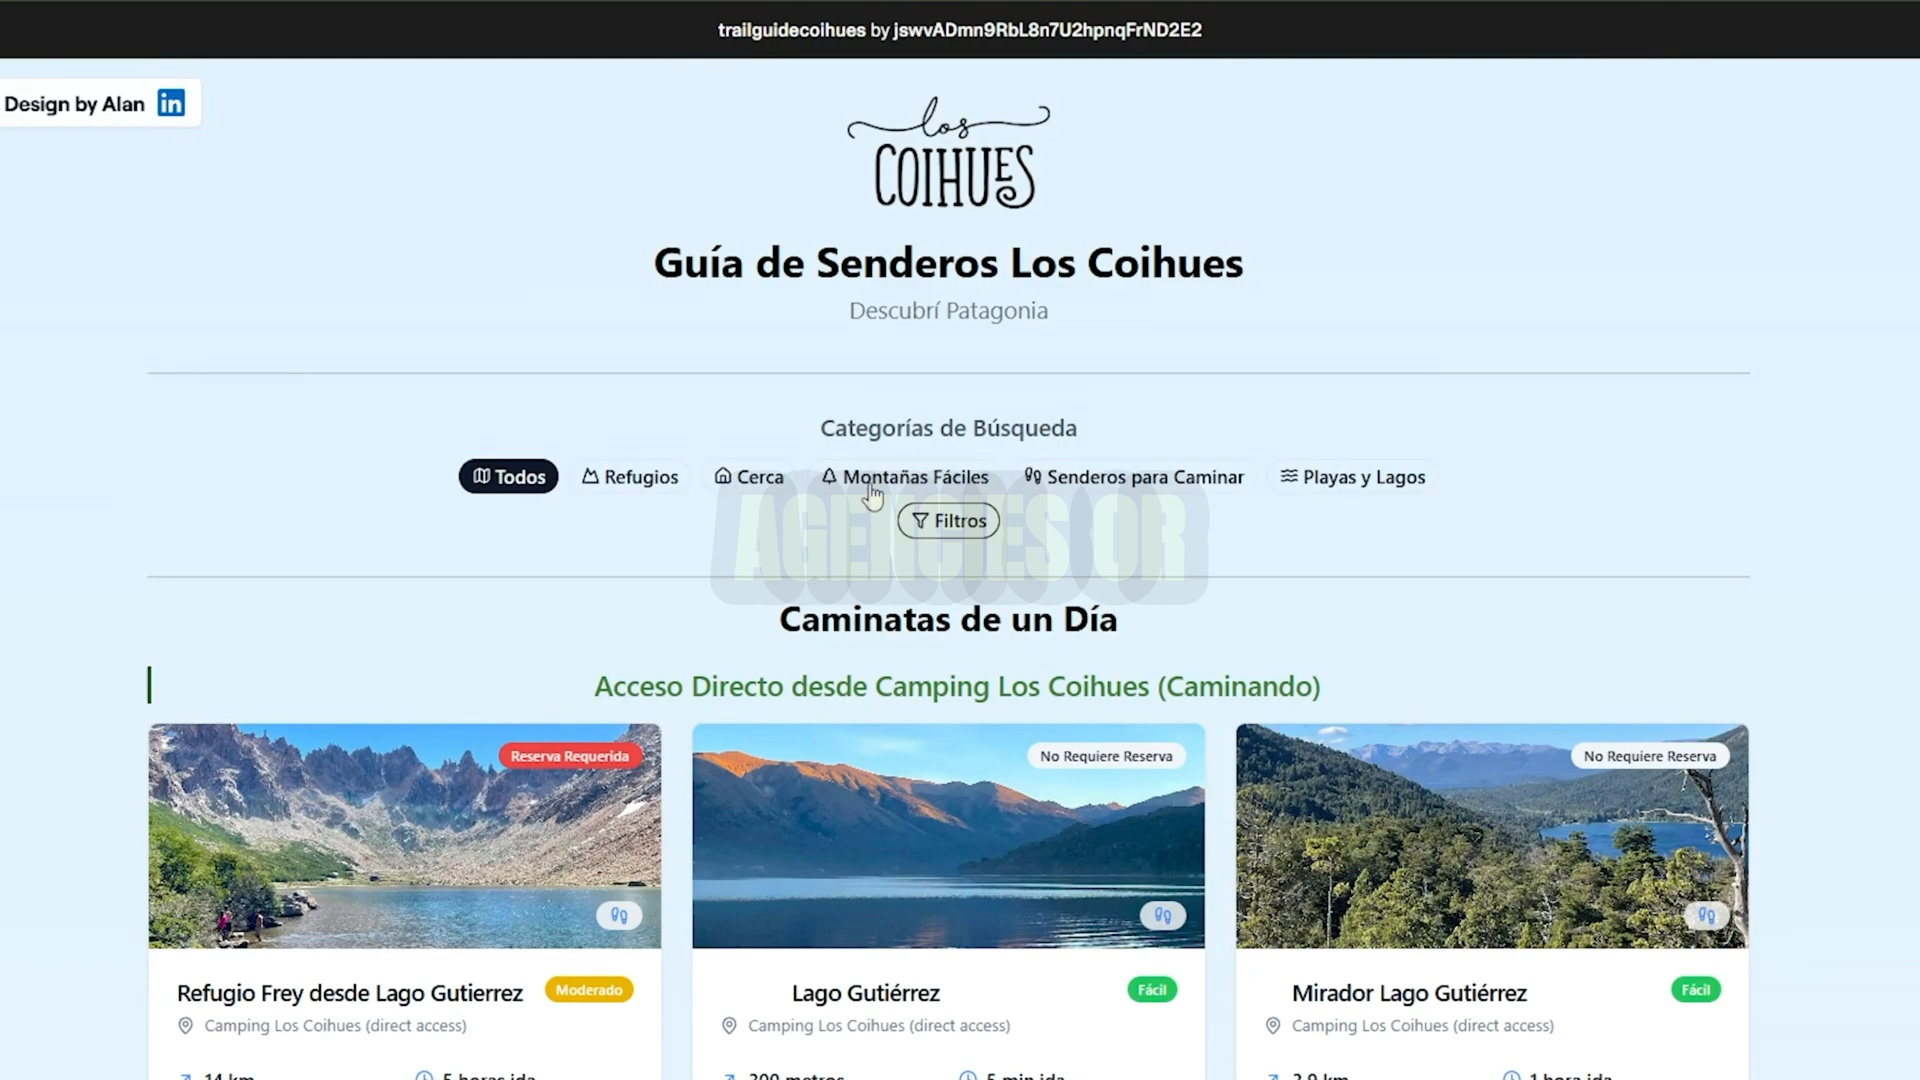 trailguidecoihues by jswvADmn9RbL8n7U2hpnqFrND2E2
Design by Alan in
los
COIHUES
Guía de Senderos Los Coihues
Descubrí Patagonia
Categorías de Búsqueda
Todos Refugios Cerca Montañas Fáciles Senderos para Caminar Playas y Lagos
Filtros
AGENCIES OR
Caminatas de un Día
Acceso Directo desde Camping Los Coihues (Caminando)
Reserva Requerida No Requiere Reserva No Requiere Reserva
Refugio Frey desde Lago Gutierrez Moderado Lago Gutiérrez Fácil Mirador Lago Gutiérrez Fácil
Camping Los Coihues (direct access) Camping Los Coihues (direct access) Camping Los Coihues (direct access)
14 km 5 horas ida 300 metros 5 min ida 3.9 km 1 hora ida